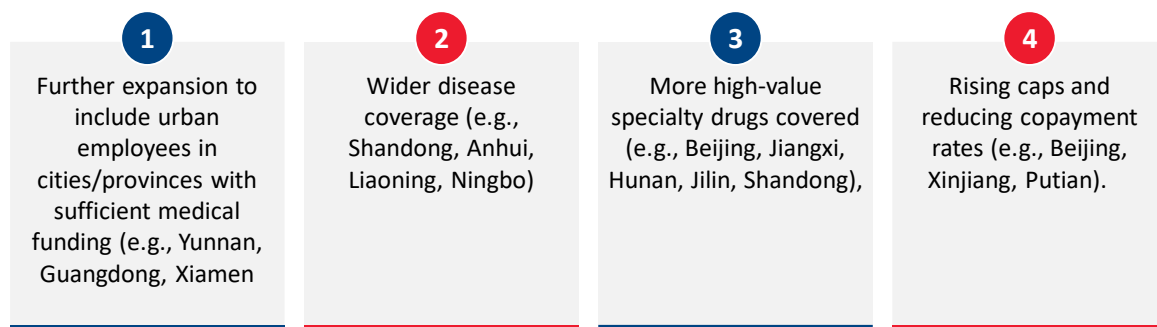 1
Further expansion to
include urban
employees in
cities/provinces with
sufficient medical
funding (e.g., Yunnan,
Guangdong, Xiamen
2
Wider disease
coverage (e.g.,
Shandong, Anhui,
Liaoning, Ningbo)
3
More high-value
specialty drugs covered
(e.g., Beijing, Jiangxi,
Hunan, Jilin, Shandong),
4
Rising caps and
reducing copayment
rates (e.g., Beijing,
Xinjiang, Putian).